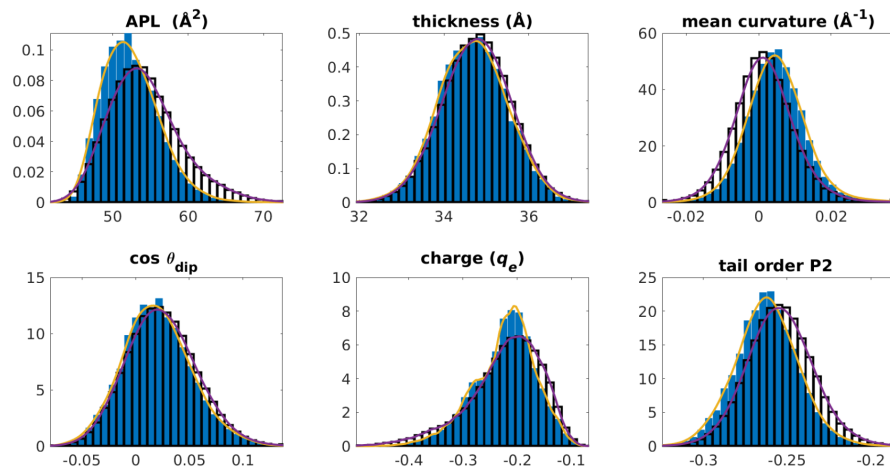 APL (Å²) thickness (Å) mean curvature (Å⁻¹)
0.1 0.5 60
0.08 0.4
0.06 0.3 40
0.04 0.2
0.02 0.1 20
0 0 0
50 60 70 32 34 36 -0.02 0 0.02
cos θdip charge (qe) tail order P2
15 10 25
8 20
10 6 15
4 10
5 2 5
0 0 0
-0.05 0 0.05 0.1 -0.4 -0.3 -0.2 -0.1 -0.3 -0.25 -0.2